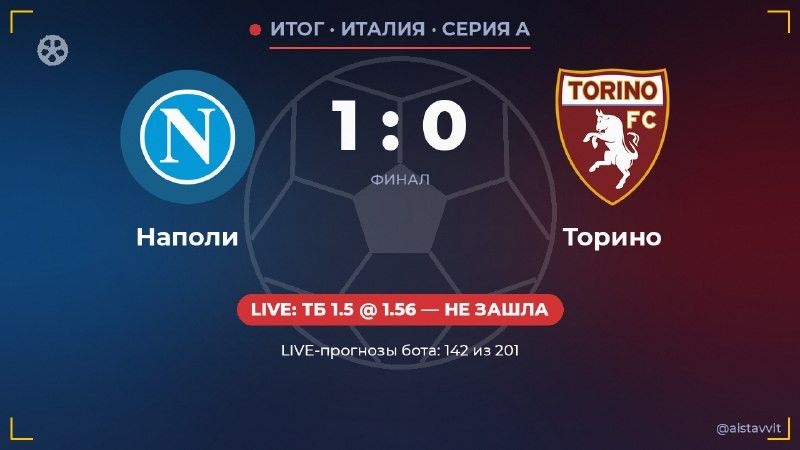 ИТОГ · ИТАЛИЯ · СЕРИЯ А
N
1 : 0
TORINO
FC
ФИНАЛ
Наполи
Торино
LIVE: ТБ 1.5 @ 1.56 — НЕ ЗАШЛА
LIVE-прогнозы бота: 142 из 201
@aistavvit